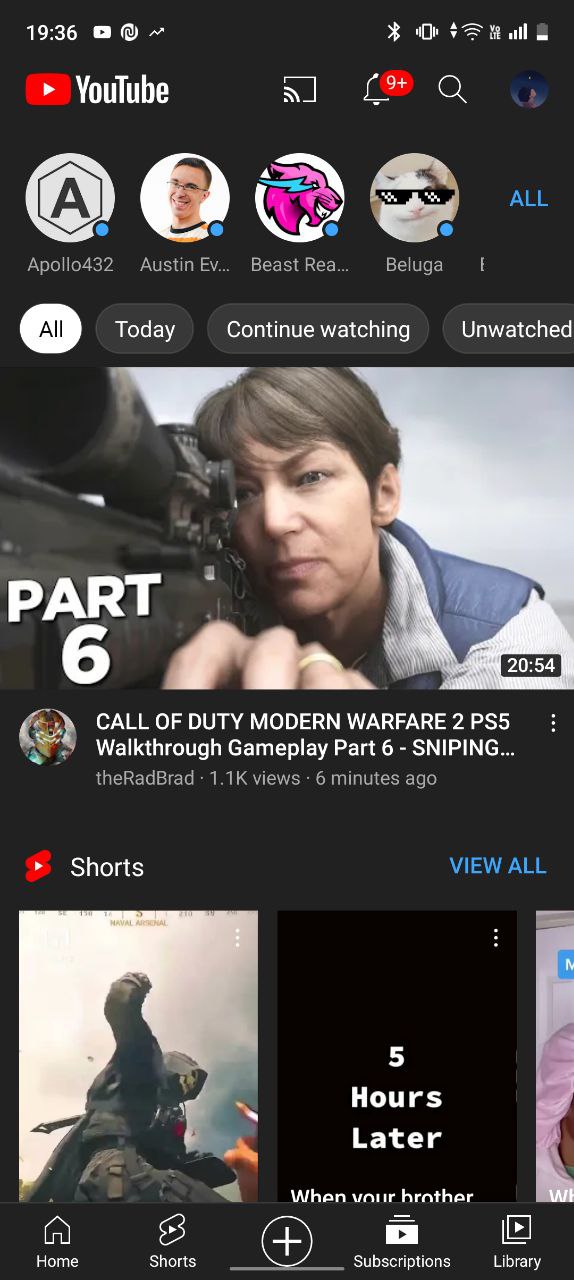 19:36
Vo
LTE
YouTube
9+
A
ALL
Apollo432
Austin Ev...
Beast Rea...
Beluga
All
Today
Continue watching
Unwatched
PART
6
20:54
CALL OF DUTY MODERN WARFARE 2 PS5
Walkthrough Gameplay Part 6 - SNIPING...
theRadBrad · 1.1K views · 6 minutes ago
Shorts
VIEW ALL
NAVAL ARSENAL
5
Hours
Later
When your brother
Home
Shorts
Subscriptions
Library